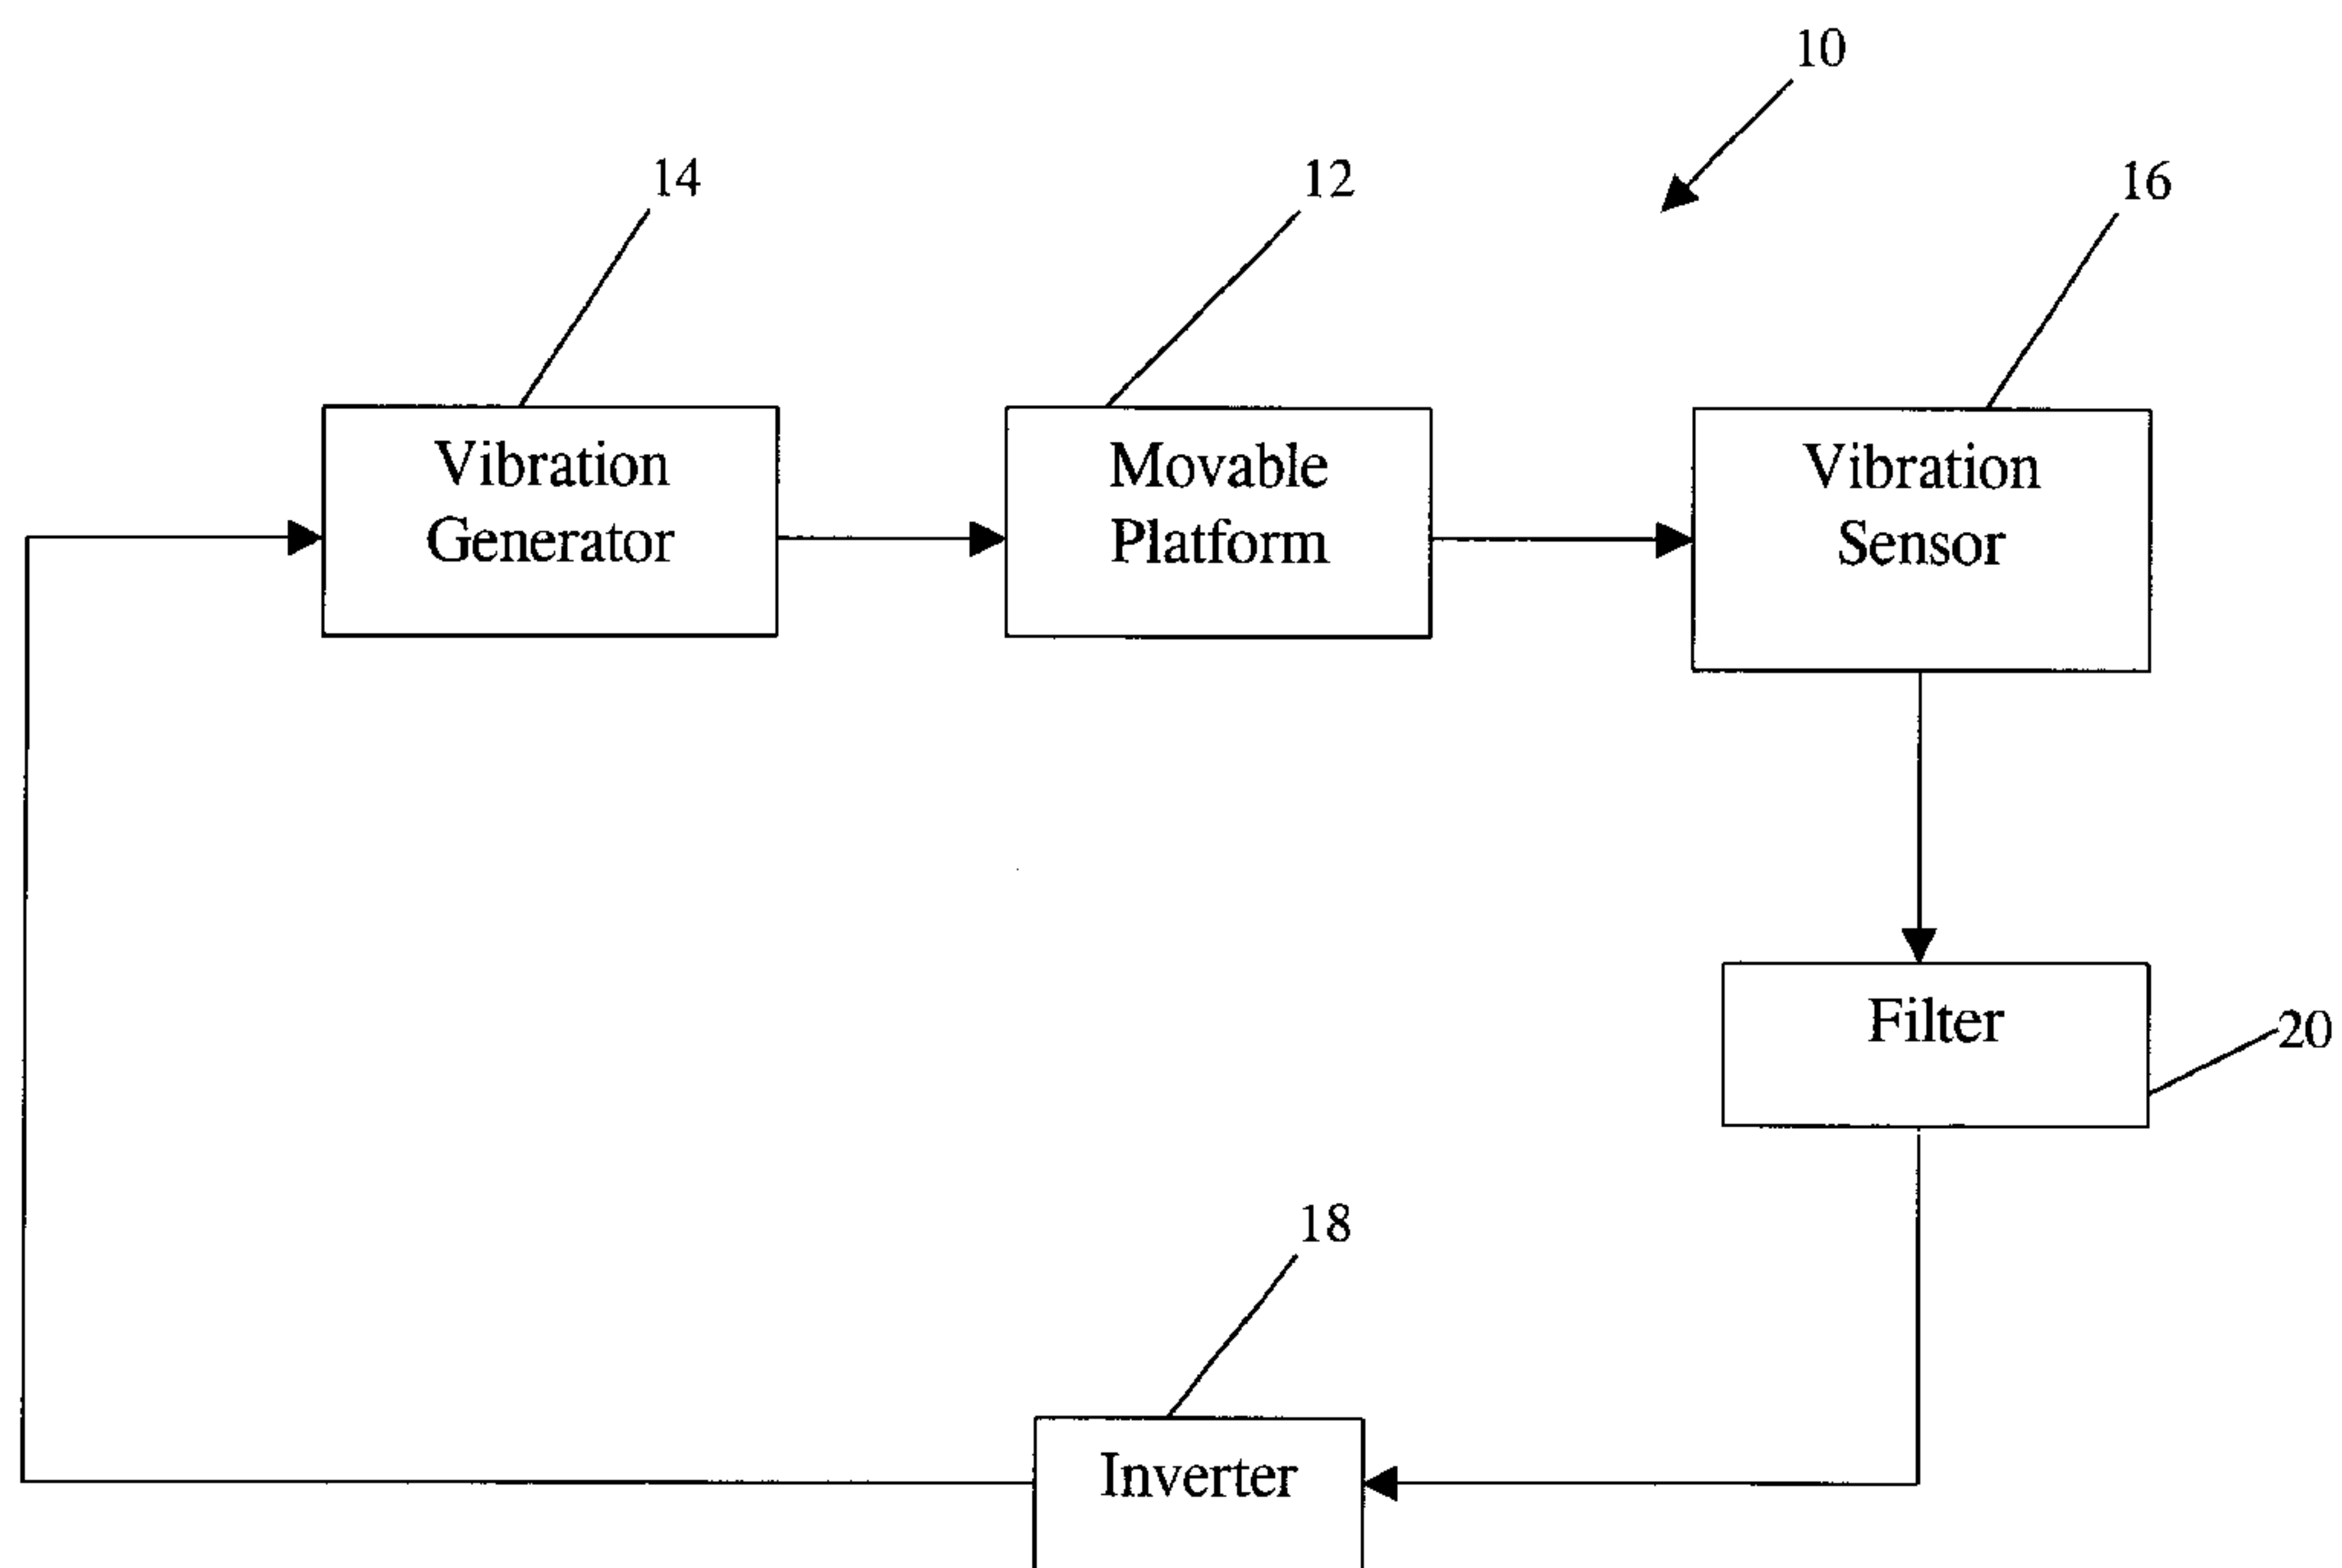 10
14
12
16
Vibration
Generator
Movable
Platform
Vibration
Sensor
Filter
20
18
Inverter